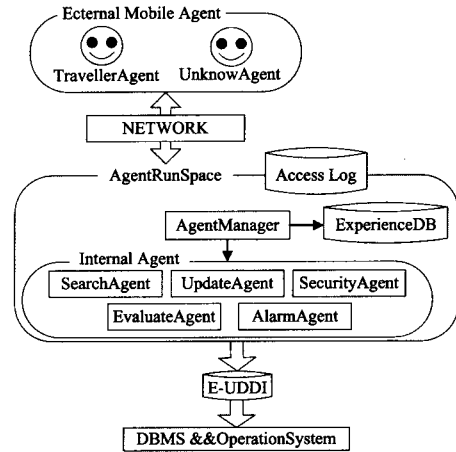 Ecternal Mobile Agent
TravellerAgent UnknowAgent
NETWORK
AgentRunSpace
Access Log
AgentManager
ExperienceDB
Internal Agent
SearchAgent UpdateAgent SecurityAgent
EvaluateAgent AlarmAgent
E-UDDI
DBMS &&OperationSystem